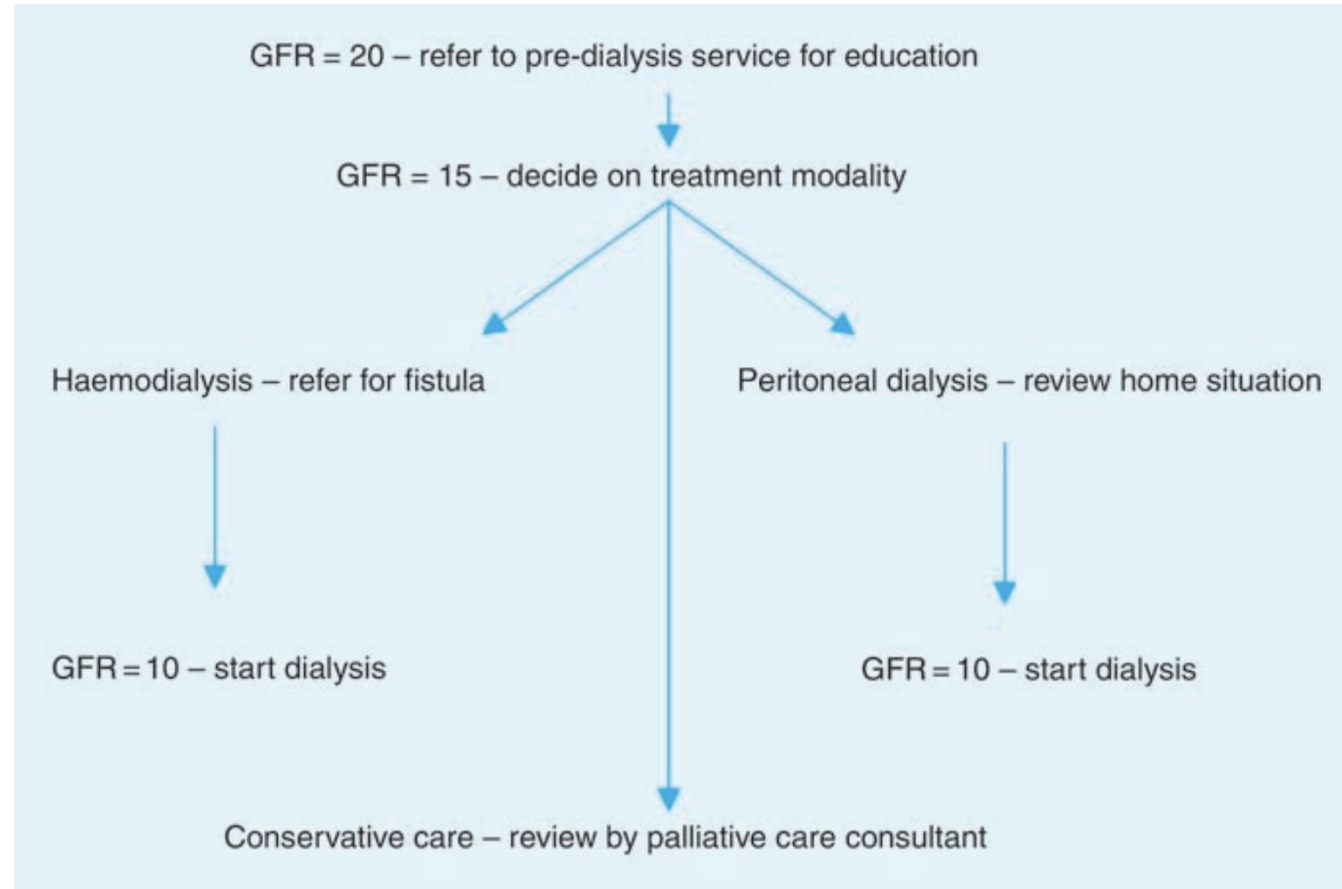 GFR = 20 – refer to pre-dialysis service for education
GFR = 15 – decide on treatment modality
Haemodialysis – refer for fistula
Peritoneal dialysis – review home situation
GFR = 10 – start dialysis
GFR = 10 – start dialysis
Conservative care – review by palliative care consultant